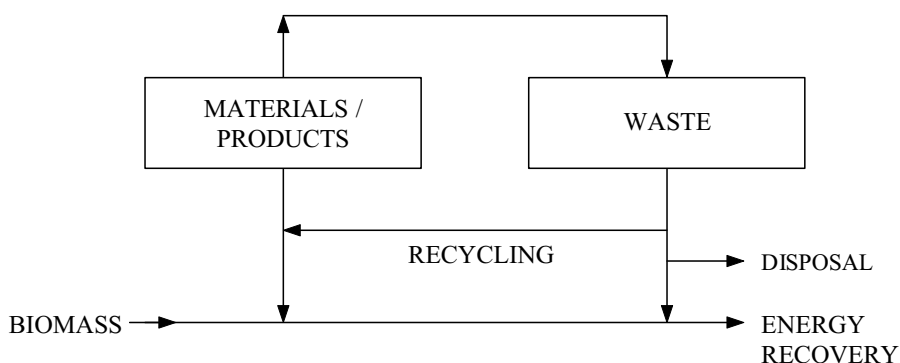 MATERIALS /
PRODUCTS
WASTE
RECYCLING
DISPOSAL
BIOMASS
ENERGY
RECOVERY